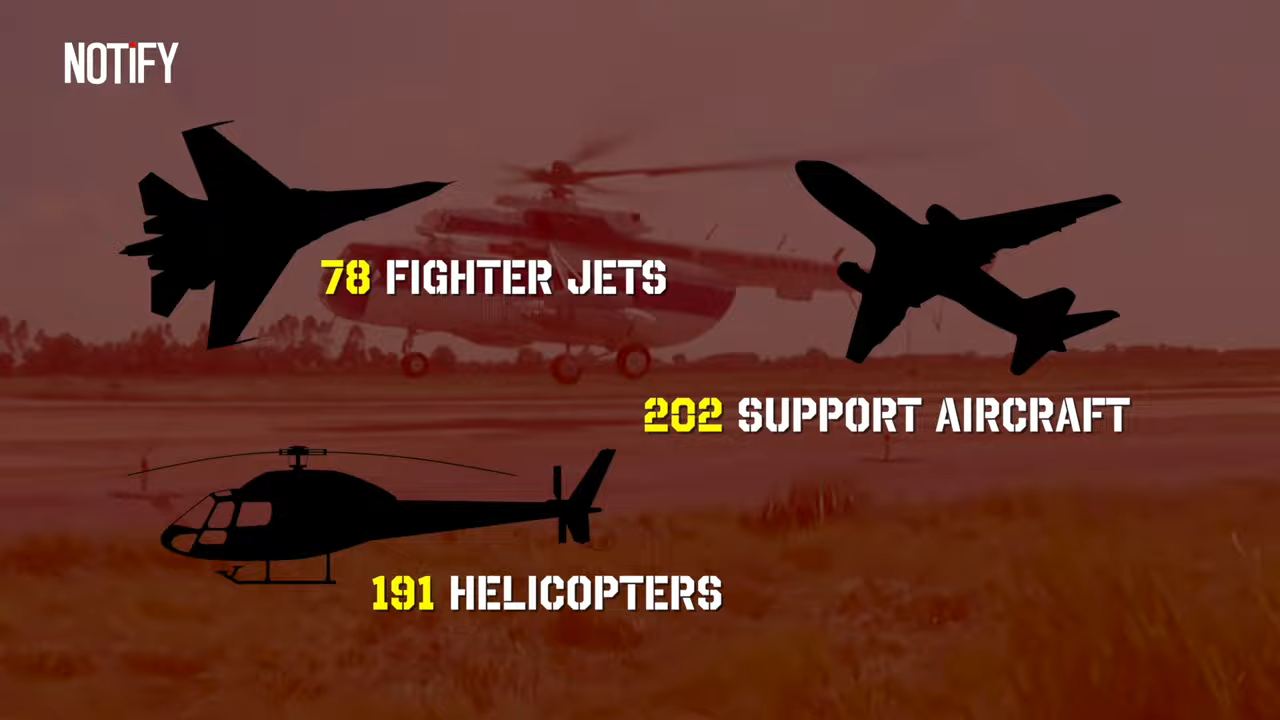 NOTiFY
78 FIGHTER JETS
202 SUPPORT AIRCRAFT
191 HELICOPTERS